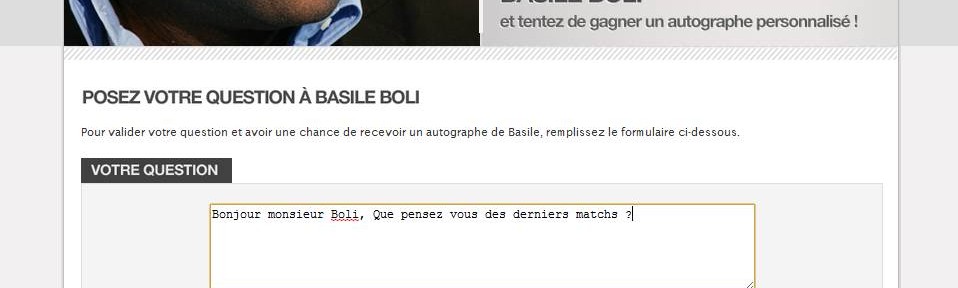 BASILE BOLI
et tentez de gagner un autographe personnalisé !
POSEZ VOTRE QUESTION À BASILE BOLI
Pour valider votre question et avoir une chance de recevoir un autographe de Basile, remplissez le formulaire ci-dessous.
VOTRE QUESTION
Bonjour monsieur Boli, Que pensez vous des derniers matchs ?